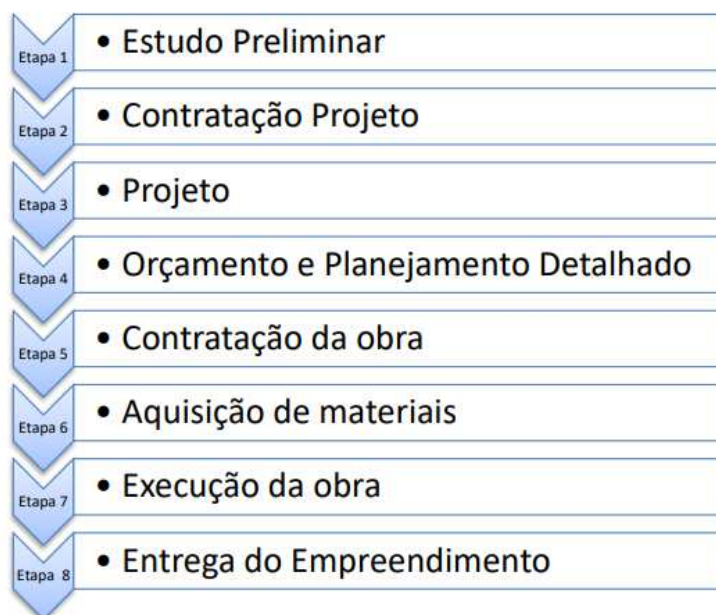 Etapa 1
• Estudo Preliminar
Etapa 2
• Contratação Projeto
Etapa 3
• Projeto
Etapa 4
• Orçamento e Planejamento Detalhado
Etapa 5
• Contratação da obra
Etapa 6
• Aquisição de materiais
Etapa 7
• Execução da obra
Etapa 8
• Entrega do Empreendimento